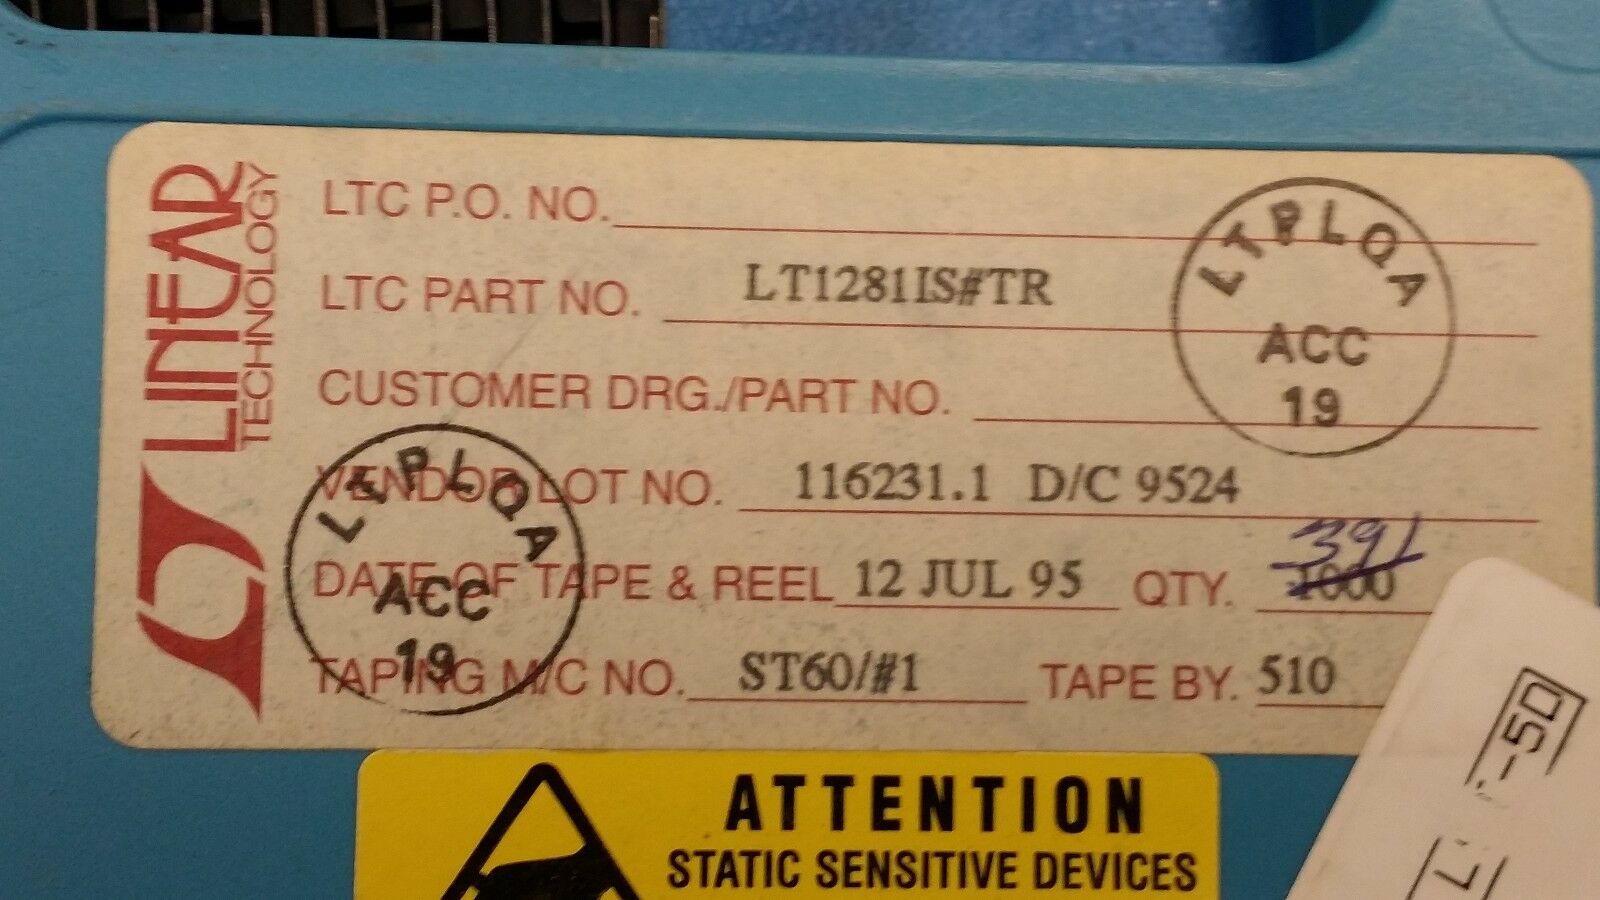 LINEAR
TECHNOLOGY
LTC P.O. NO.
LTC PART NO. LT1281IS#TR
CUSTOMER DRG./PART NO.
VENDOR LOT NO. 116231.1 D/C 9524
391
DATE OF TAPE & REEL 12 JUL 95 QTY. 1000
TAPING M/C NO. ST60/#1 TAPE BY. 510
LTPLQA
ACC
19
LTPLQA
ACC
19
ATTENTION
STATIC SENSITIVE DEVICES
-5D